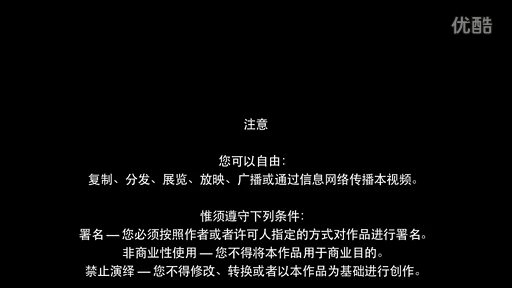 优酷
注意
您可以自由：
复制、分发、展览、放映、广播或通过信息网络传播本视频。
惟须遵守下列条件：
署名 — 您必须按照作者或者许可人指定的方式对作品进行署名。
非商业性使用 — 您不得将本作品用于商业目的。
禁止演绎 — 您不得修改、转换或者以本作品为基础进行创作。